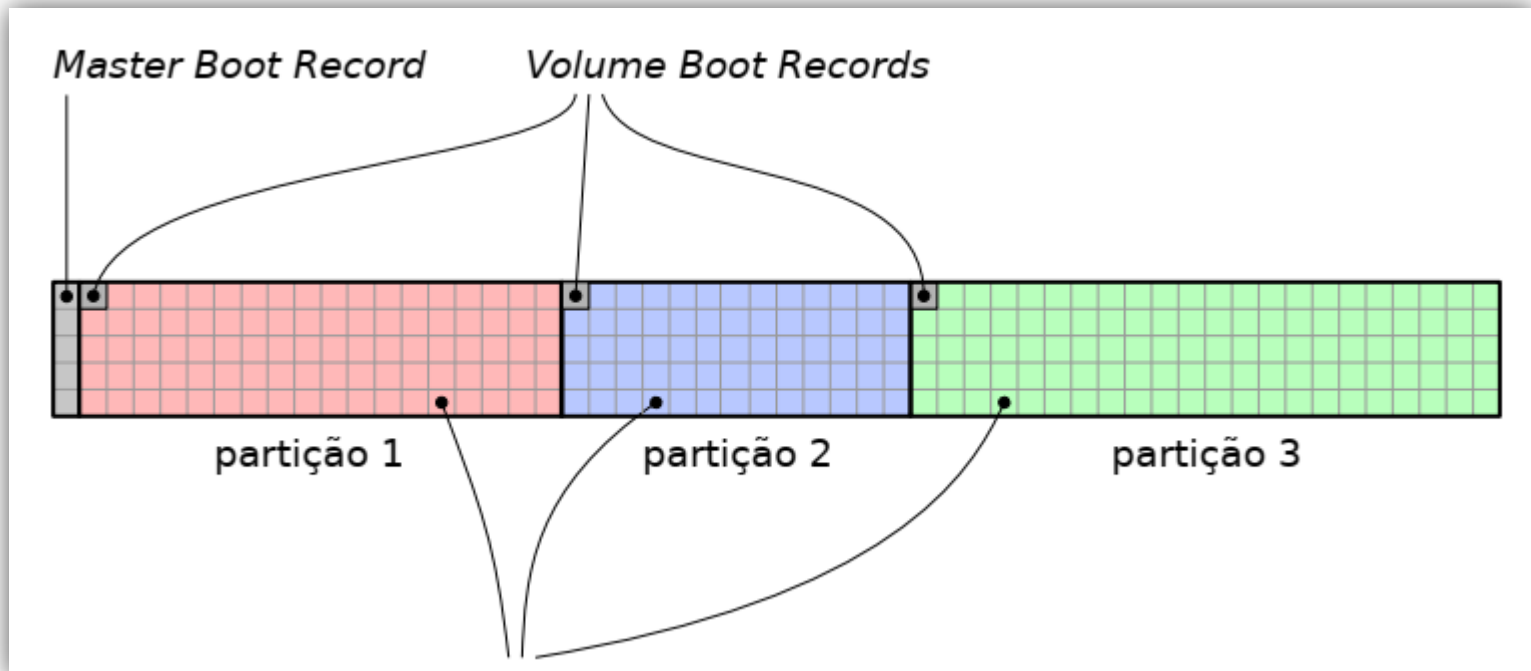 Master Boot Record
Volume Boot Records
partição 1
partição 2
partição 3